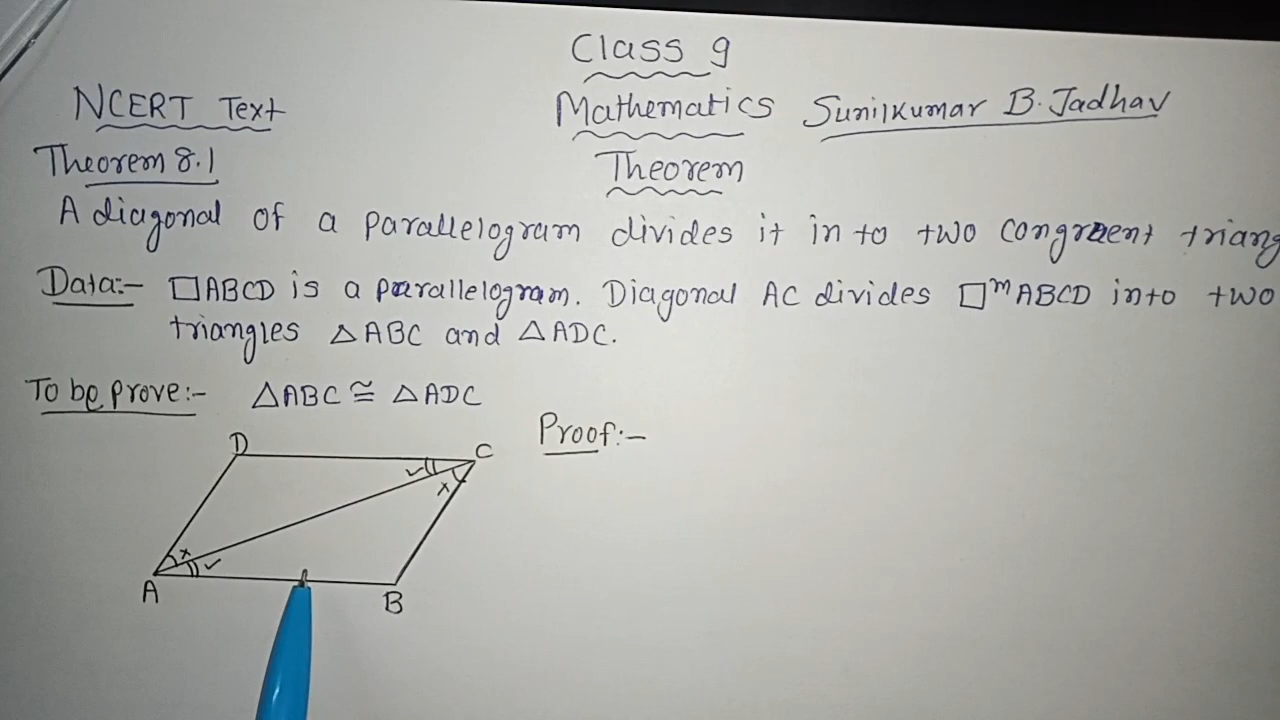 Class 9
NCERT Text
Mathematics
Sunilkumar B. Jadhav
Theorem 8.1
Theorem
A diagonal of a parallelogram divides it in to two congruent triang
Data:- □ABCD is a parallelogram. Diagonal AC divides □ᵐABCD into two
triangles △ABC and △ADC.
To be prove:- △ABC ≅ △ADC
Proof:-
D
C
✓
x
x
✓
A
B